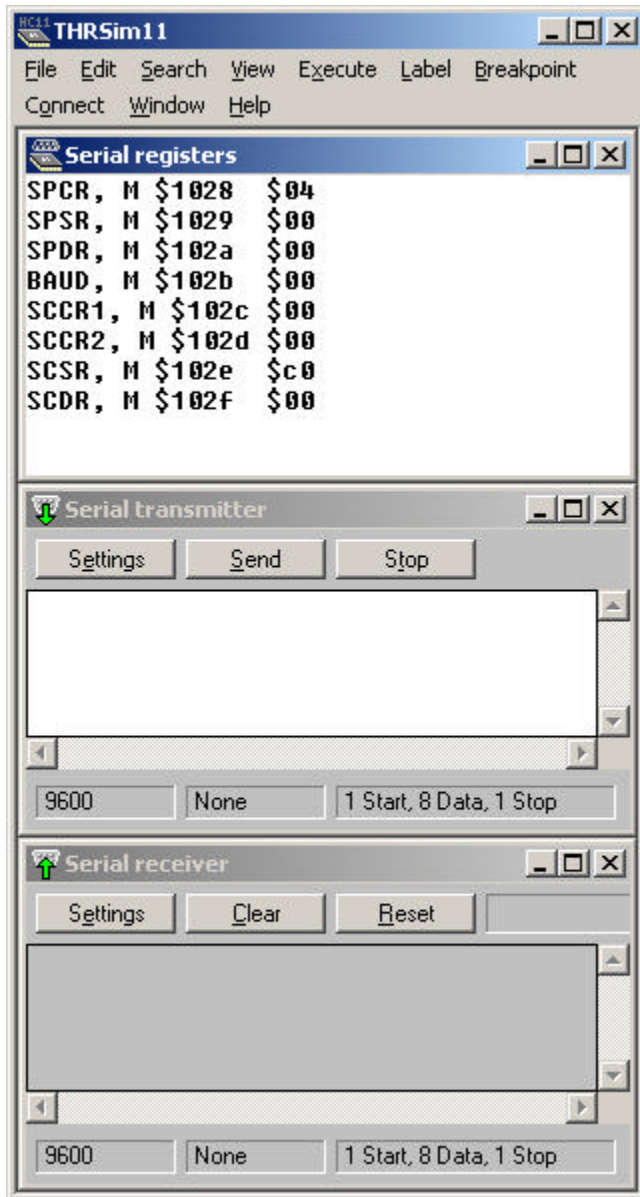 HC11
THRSim11
File Edit Search View Execute Label Breakpoint
Connect Window Help
Serial registers
SPCR, M $1028 $04
SPSR, M $1029 $00
SPDR, M $102a $00
BAUD, M $102b $00
SCCR1, M $102c $00
SCCR2, M $102d $00
SCSR, M $102e $c0
SCDR, M $102f $00
Serial transmitter
Settings Send Stop
9600 None 1 Start, 8 Data, 1 Stop
Serial receiver
Settings Clear Reset
9600 None 1 Start, 8 Data, 1 Stop